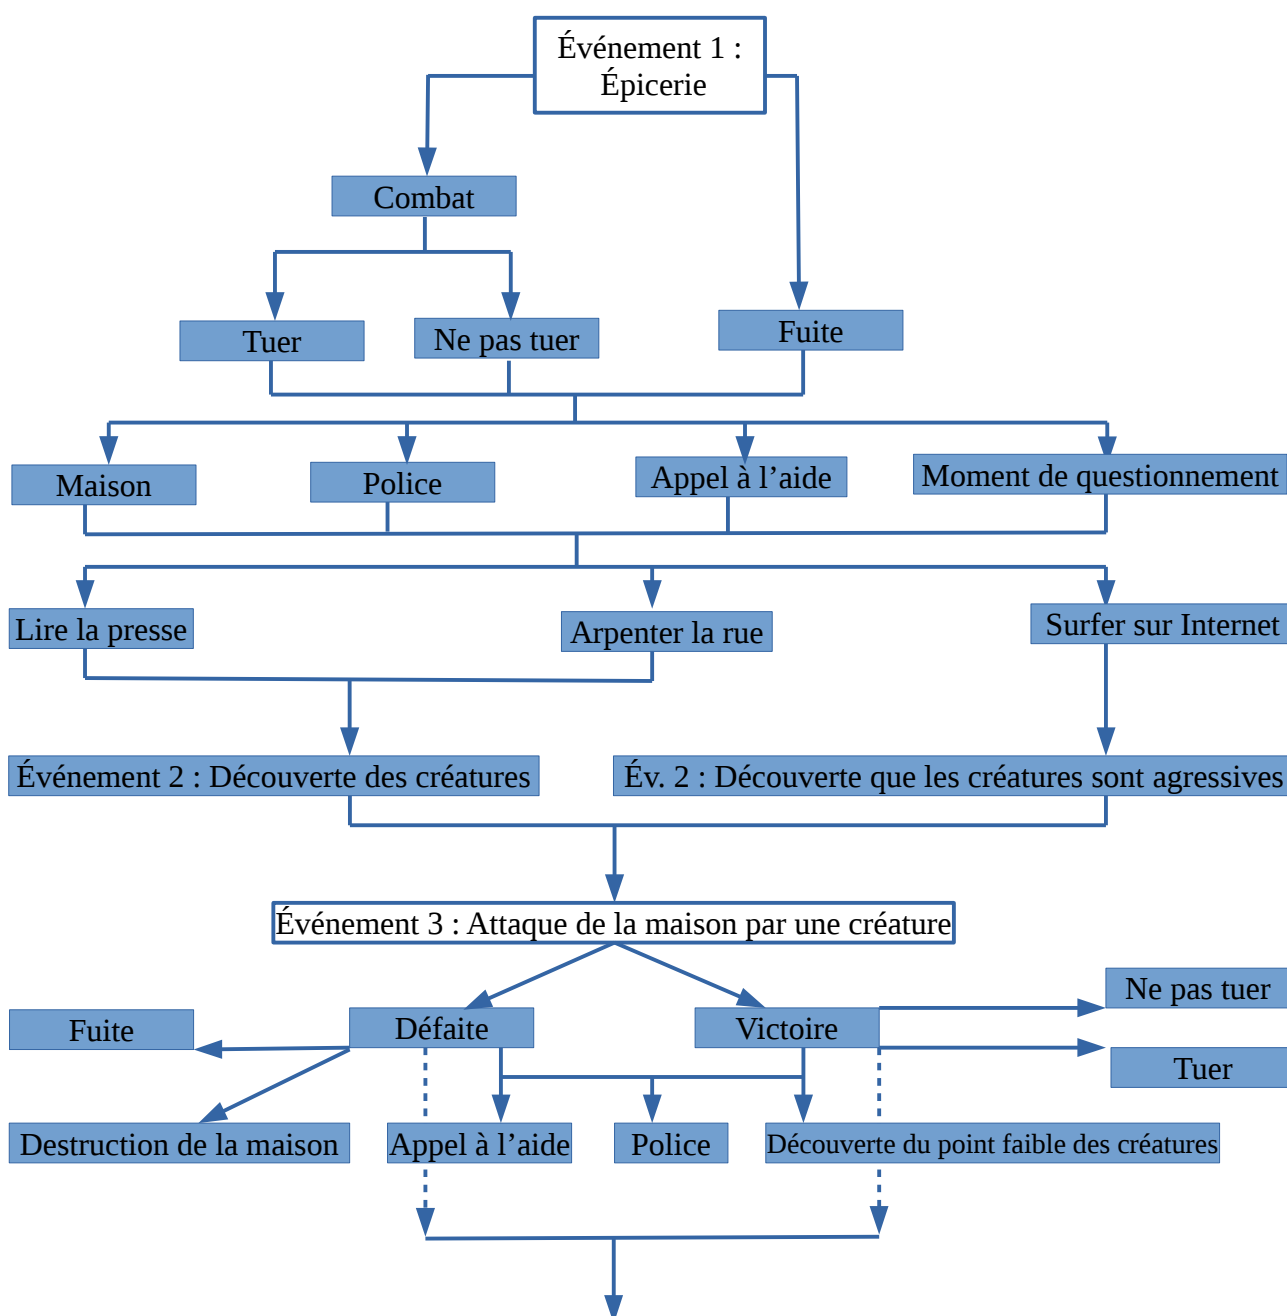 Événement 1 :
Épicerie
Combat
Tuer
Ne pas tuer
Fuite
Maison
Police
Appel à l’aide
Moment de questionnement
Lire la presse
Arpenter la rue
Surfer sur Internet
Événement 2 : Découverte des créatures
Év. 2 : Découverte que les créatures sont agressives
Événement 3 : Attaque de la maison par une créature
Ne pas tuer
Fuite
Défaite
Victoire
Tuer
Destruction de la maison
Appel à l’aide
Police
Découverte du point faible des créatures